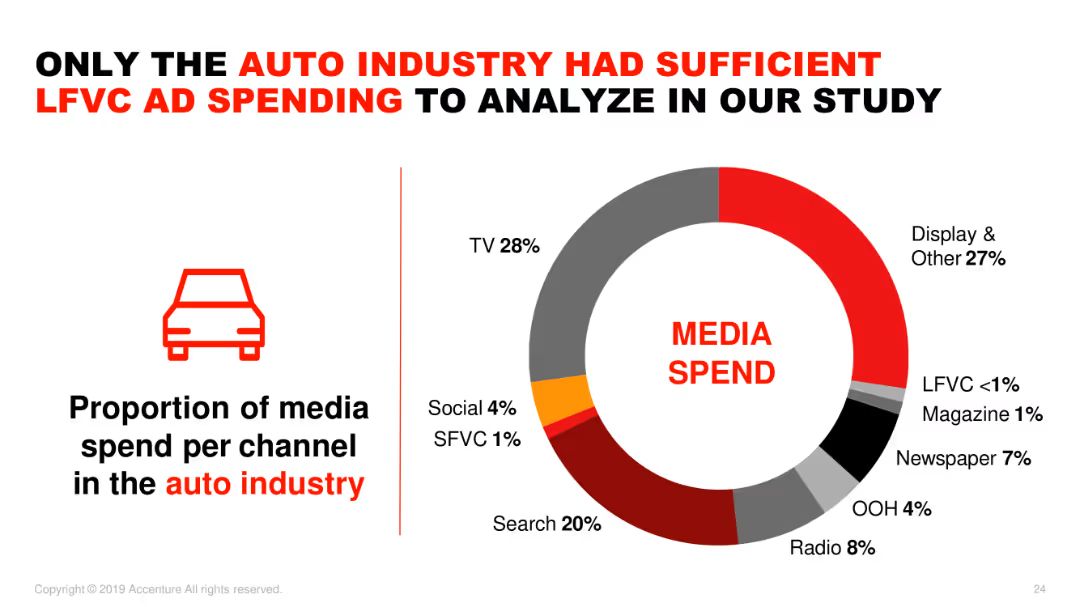 ONLY THE AUTO INDUSTRY HAD SUFFICIENT
LFVC AD SPENDING TO ANALYZE IN OUR STUDY
Proportion of media
spend per channel
in the auto industry
MEDIA
SPEND
TV 28%
Display &
Other 27%
LFVC <1%
Magazine 1%
Newspaper 7%
OOH 4%
Radio 8%
Search 20%
SFVC 1%
Social 4%
Copyright © 2019 Accenture All rights reserved.
24